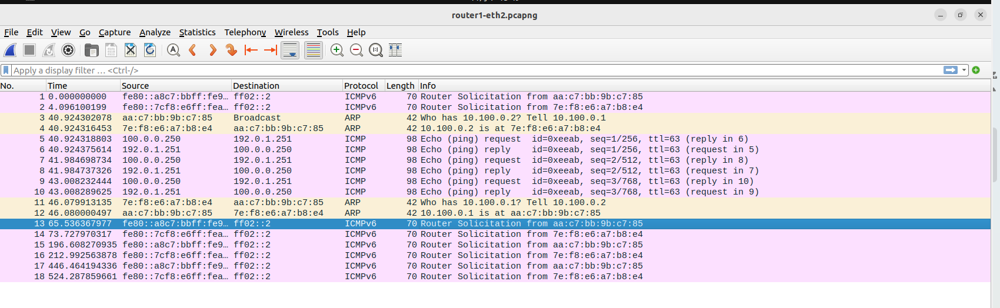 router1-eth2.pcapng
File Edit View Go Capture Analyze Statistics Telephony Wireless Tools Help
Apply a display filter … <Ctrl-/>
No. Time Source Destination Protocol Length Info
1 0.000000000 fe80::a8c7:bbff:fe9… ff02::2 ICMPv6 70 Router Solicitation from aa:c7:bb:9b:c7:85
2 4.096100199 fe80::7cf8:e6ff:fea… ff02::2 ICMPv6 70 Router Solicitation from 7e:f8:e6:a7:b8:e4
3 40.924302078 aa:c7:bb:9b:c7:85 Broadcast ARP 42 Who has 10.100.0.2? Tell 10.100.0.1
4 40.924316453 7e:f8:e6:a7:b8:e4 aa:c7:bb:9b:c7:85 ARP 42 10.100.0.2 is at 7e:f8:e6:a7:b8:e4
5 40.924318803 100.0.0.250 192.0.1.251 ICMP 98 Echo (ping) request id=0xeeab, seq=1/256, ttl=63 (reply in 6)
6 40.924375614 192.0.1.251 100.0.0.250 ICMP 98 Echo (ping) reply id=0xeeab, seq=1/256, ttl=63 (request in 5)
7 41.984698734 100.0.0.250 192.0.1.251 ICMP 98 Echo (ping) request id=0xeeab, seq=2/512, ttl=63 (reply in 8)
8 41.984737326 192.0.1.251 100.0.0.250 ICMP 98 Echo (ping) reply id=0xeeab, seq=2/512, ttl=63 (request in 7)
9 43.008232444 100.0.0.250 192.0.1.251 ICMP 98 Echo (ping) request id=0xeeab, seq=3/768, ttl=63 (reply in 10)
10 43.008289625 192.0.1.251 100.0.0.250 ICMP 98 Echo (ping) reply id=0xeeab, seq=3/768, ttl=63 (request in 9)
11 46.079913135 7e:f8:e6:a7:b8:e4 aa:c7:bb:9b:c7:85 ARP 42 Who has 10.100.0.1? Tell 10.100.0.2
12 46.080000497 aa:c7:bb:9b:c7:85 7e:f8:e6:a7:b8:e4 ARP 42 10.100.0.1 is at aa:c7:bb:9b:c7:85
13 65.536367977 fe80::a8c7:bbff:fe9… ff02::2 ICMPv6 70 Router Solicitation from aa:c7:bb:9b:c7:85
14 73.727970317 fe80::7cf8:e6ff:fea… ff02::2 ICMPv6 70 Router Solicitation from 7e:f8:e6:a7:b8:e4
15 196.608270935 fe80::a8c7:bbff:fe9… ff02::2 ICMPv6 70 Router Solicitation from aa:c7:bb:9b:c7:85
16 212.992563878 fe80::7cf8:e6ff:fea… ff02::2 ICMPv6 70 Router Solicitation from 7e:f8:e6:a7:b8:e4
17 446.464194336 fe80::a8c7:bbff:fe9… ff02::2 ICMPv6 70 Router Solicitation from aa:c7:bb:9b:c7:85
18 524.287859661 fe80::7cf8:e6ff:fea… ff02::2 ICMPv6 70 Router Solicitation from 7e:f8:e6:a7:b8:e4